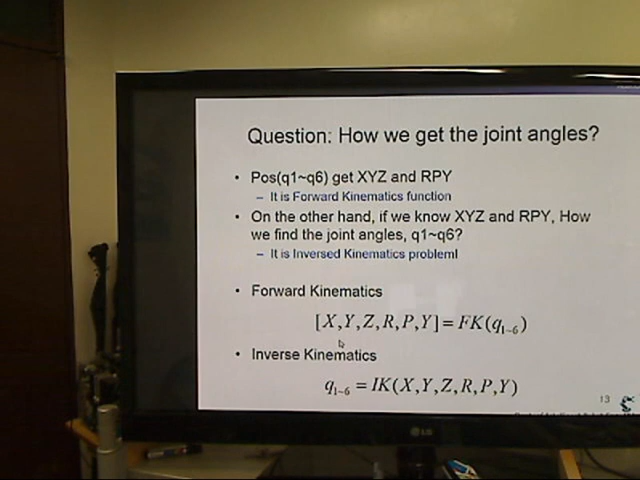 Question: How we get the joint angles?
• Pos(q1~q6) get XYZ and RPY
– It is Forward Kinematics function
• On the other hand, if we know XYZ and RPY, How
we find the joint angles, q1~q6?
– It is Inversed Kinematics problem!
• Forward Kinematics
[X,Y,Z,R,P,Y] = FK(q₁~₆)
• Inverse Kinematics
q₁~₆ = IK(X,Y,Z,R,P,Y)
13
LG